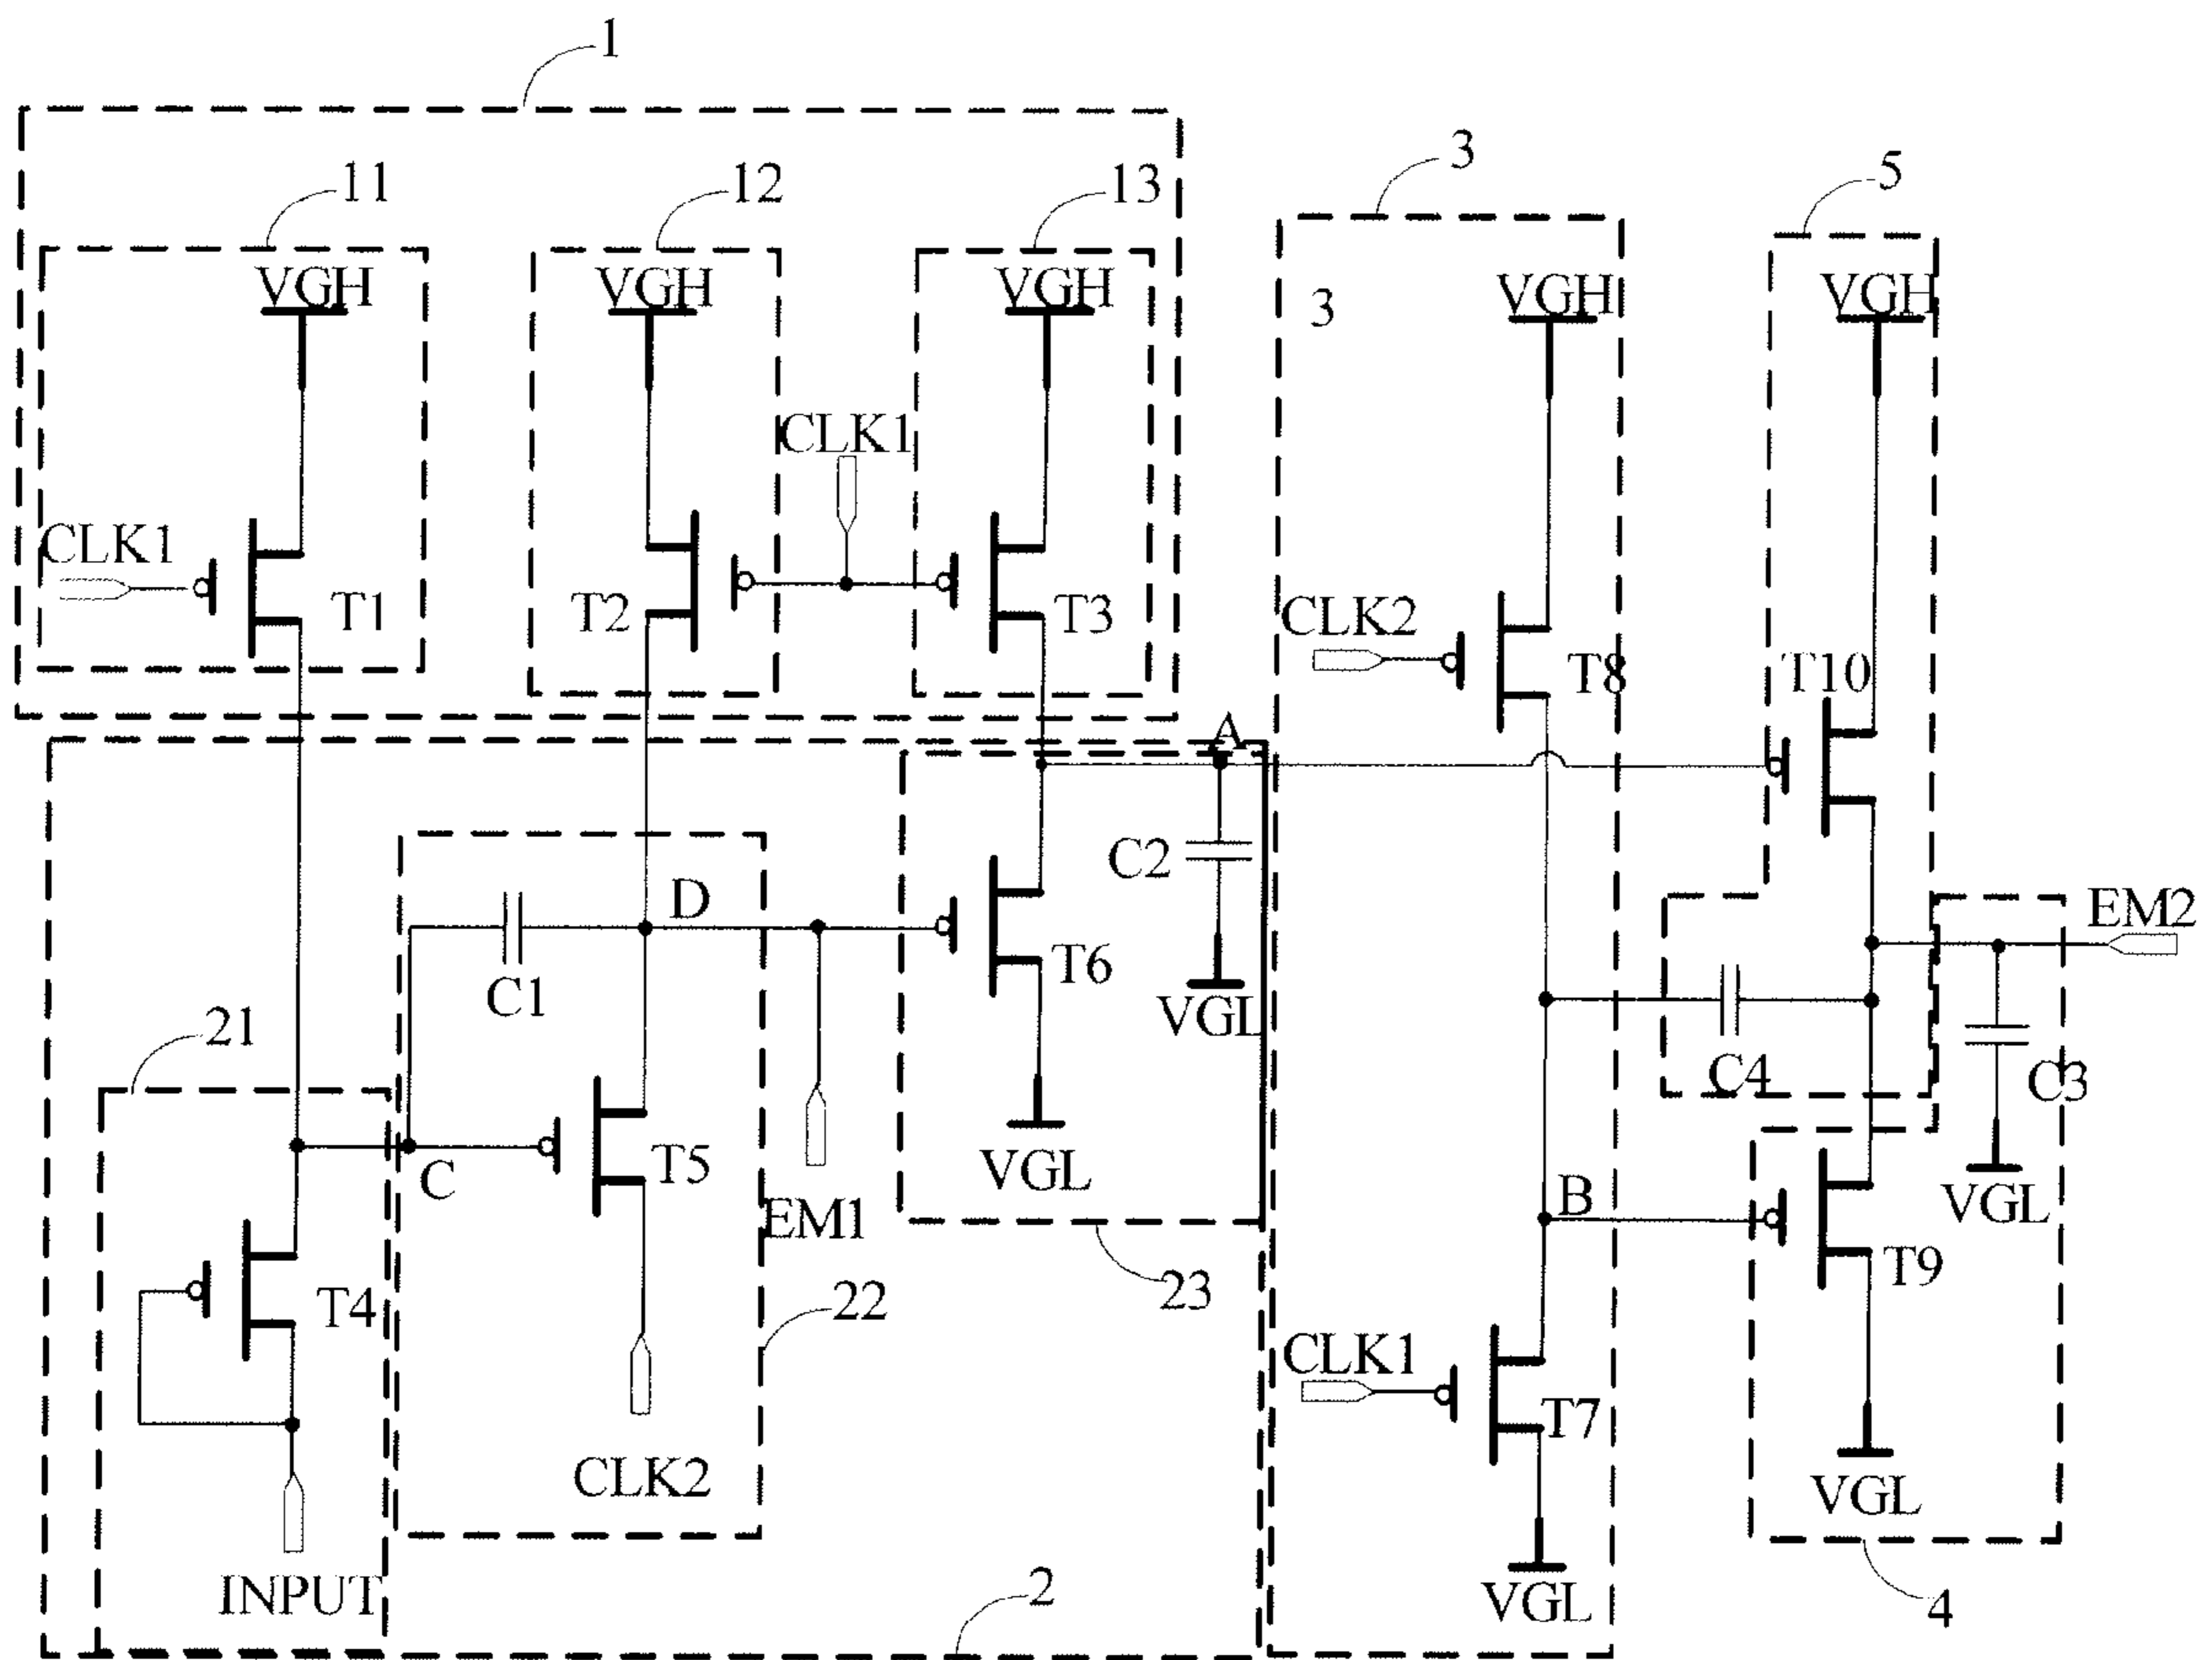 1
3
11
12
13
5
VGH
VGH
VGH
VGH
VGH
3
CLK1
CLK1
T1
T2
T3
CLK2
T8
T10
A
C2
D
EM2
C1
T6
VGL
21
C4
C3
C
T5
VGL
EM1
B
VGL
T9
T4
23
22
CLK1
T7
CLK2
VGL
INPUT
2
VGL
4